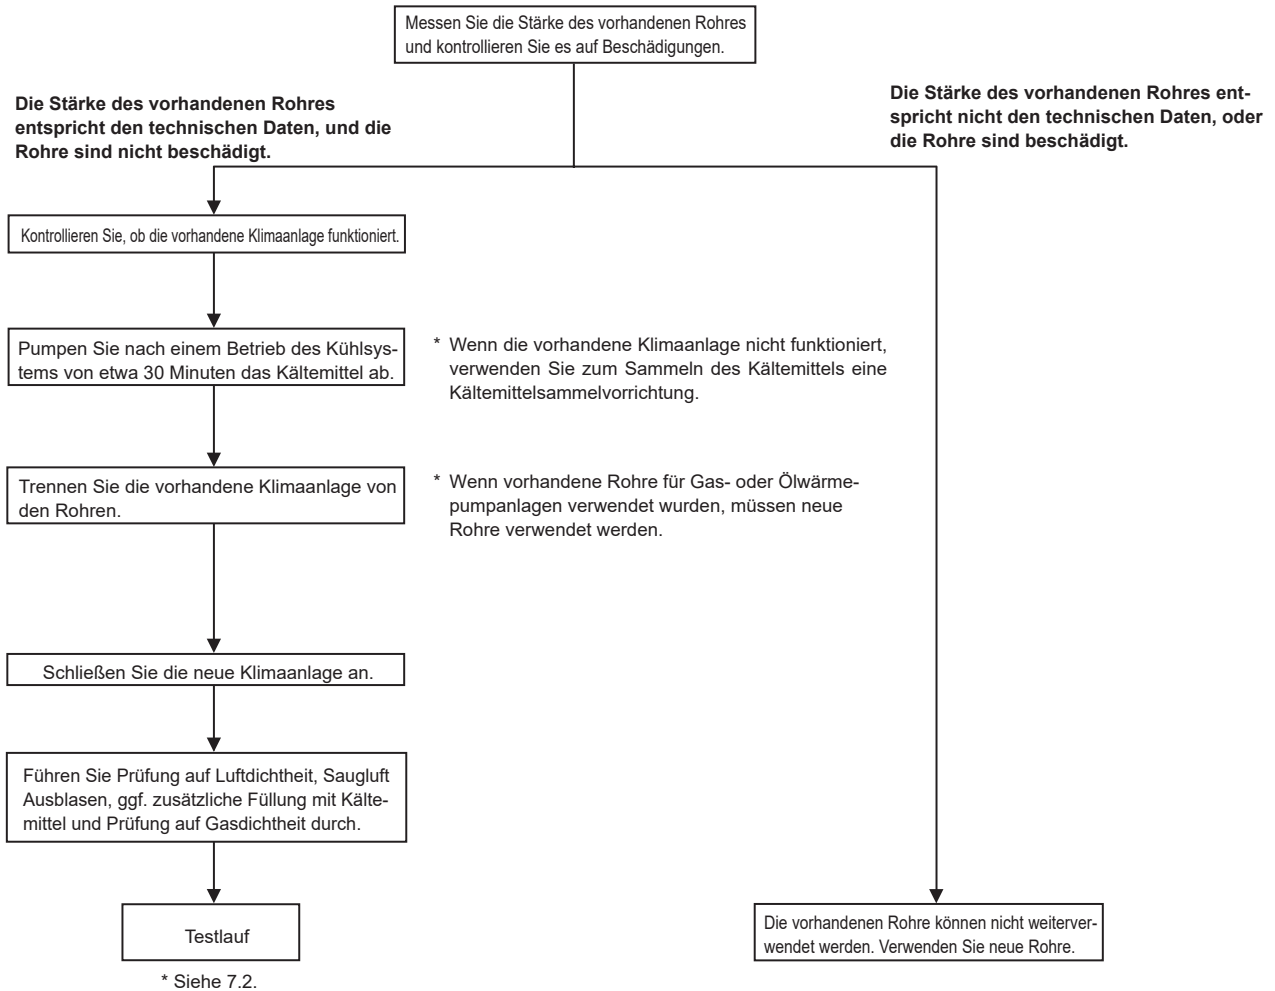 Messen Sie die Stärke des vorhandenen Rohres
und kontrollieren Sie es auf Beschädigungen.
Die Stärke des vorhandenen Rohres
entspricht den technischen Daten, und die
Rohre sind nicht beschädigt.
Die Stärke des vorhandenen Rohres ent-
spricht nicht den technischen Daten, oder
die Rohre sind beschädigt.
Kontrollieren Sie, ob die vorhandene Klimaanlage funktioniert.
Pumpen Sie nach einem Betrieb des Kühlsys-
tems von etwa 30 Minuten das Kältemittel ab.
* Wenn die vorhandene Klimaanlage nicht funktioniert,
verwenden Sie zum Sammeln des Kältemittels eine
Kältemittelsammelvorrichtung.
Trennen Sie die vorhandene Klimaanlage von
den Rohren.
* Wenn vorhandene Rohre für Gas- oder Ölwärme-
pumpanlagen verwendet wurden, müssen neue
Rohre verwendet werden.
Schließen Sie die neue Klimaanlage an.
Führen Sie Prüfung auf Luftdichtheit, Saugluft
Ausblasen, ggf. zusätzliche Füllung mit Kälte-
mittel und Prüfung auf Gasdichtheit durch.
Testlauf
* Siehe 7.2.
Die vorhandenen Rohre können nicht weiterver-
wendet werden. Verwenden Sie neue Rohre.